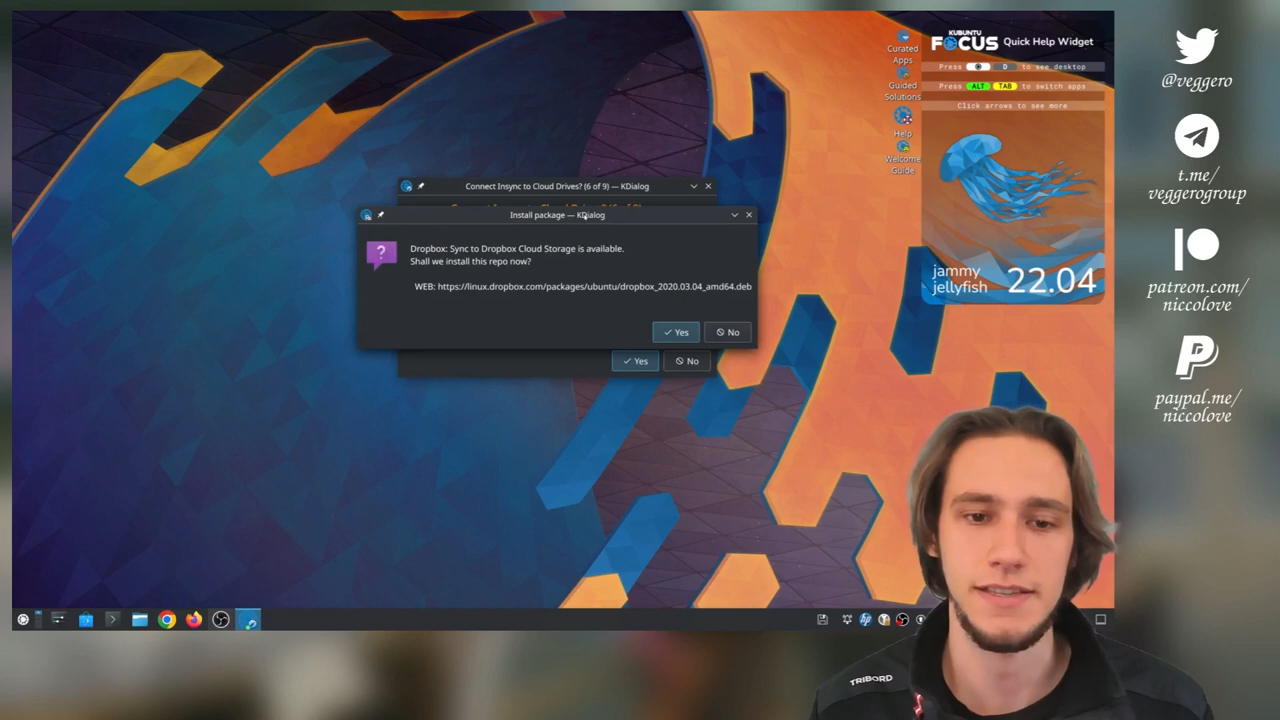 KUBUNTU
FOCUS Quick Help Widget
Press D to see desktop
Press ALT TAB to switch apps
Click arrows to see more
Curated
Apps
Guided
Solutions
Help
Welcome
Guide
jammy
jellyfish 22.04
Connect Insync to Cloud Drives? (6 of 9) — KDialog
Install package — KDialog
Dropbox: Sync to Dropbox Cloud Storage is available.
Shall we install this repo now?
WEB: https://linux.dropbox.com/packages/ubuntu/dropbox_2020.03.04_amd64.deb
Yes No
Yes No
@veggero
t.me/
veggerogroup
patreon.com/
niccolove
paypal.me/
niccolove
hp
TRIBORD